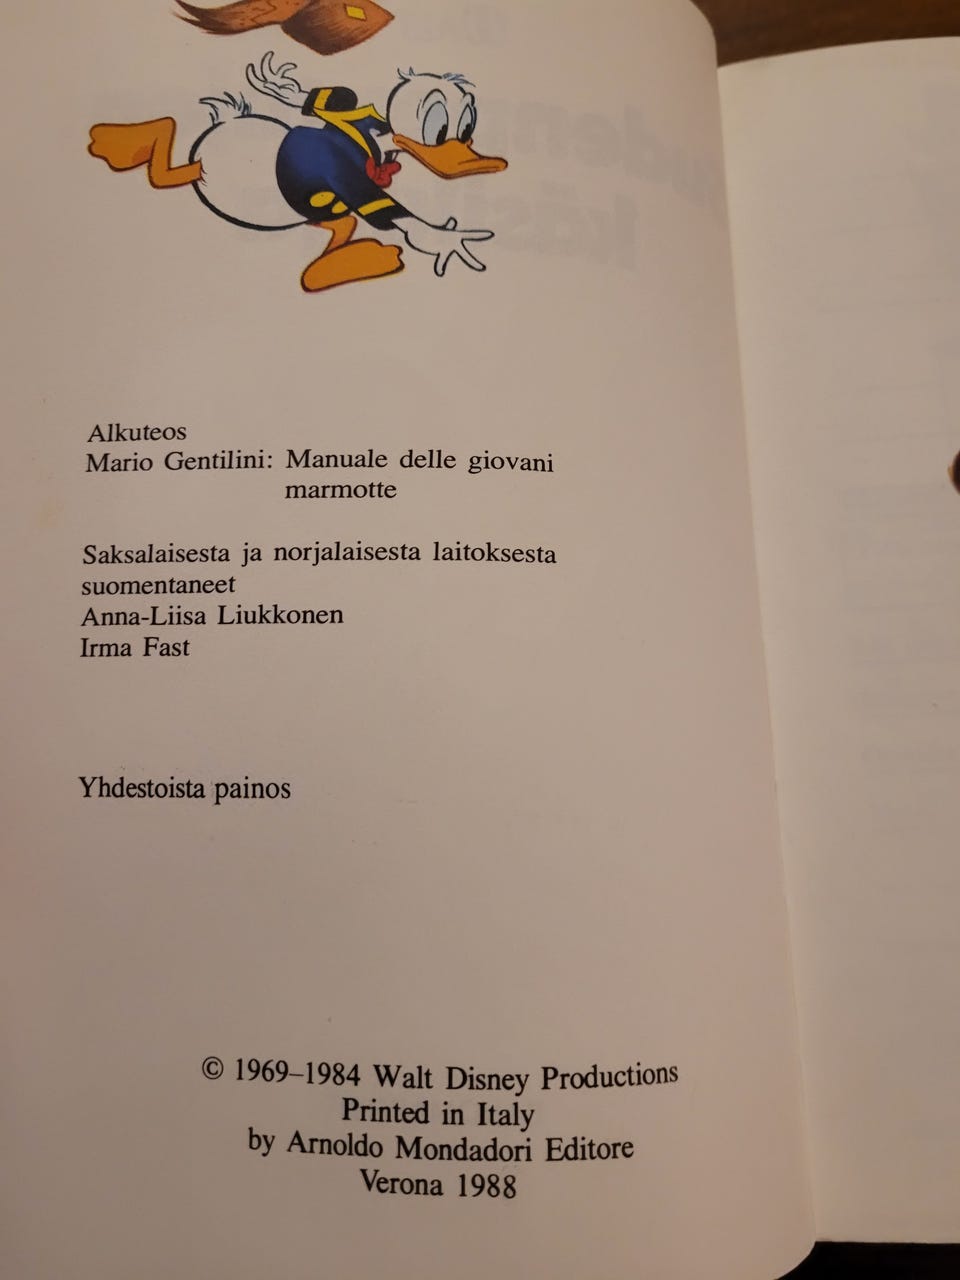 Alkuteos
Mario Gentilini: Manuale delle giovani
marmotte
Saksalaisesta ja norjalaisesta laitoksesta
suomentaneet
Anna-Liisa Liukkonen
Irma Fast
Yhdestoista painos
© 1969–1984 Walt Disney Productions
Printed in Italy
by Arnoldo Mondadori Editore
Verona 1988